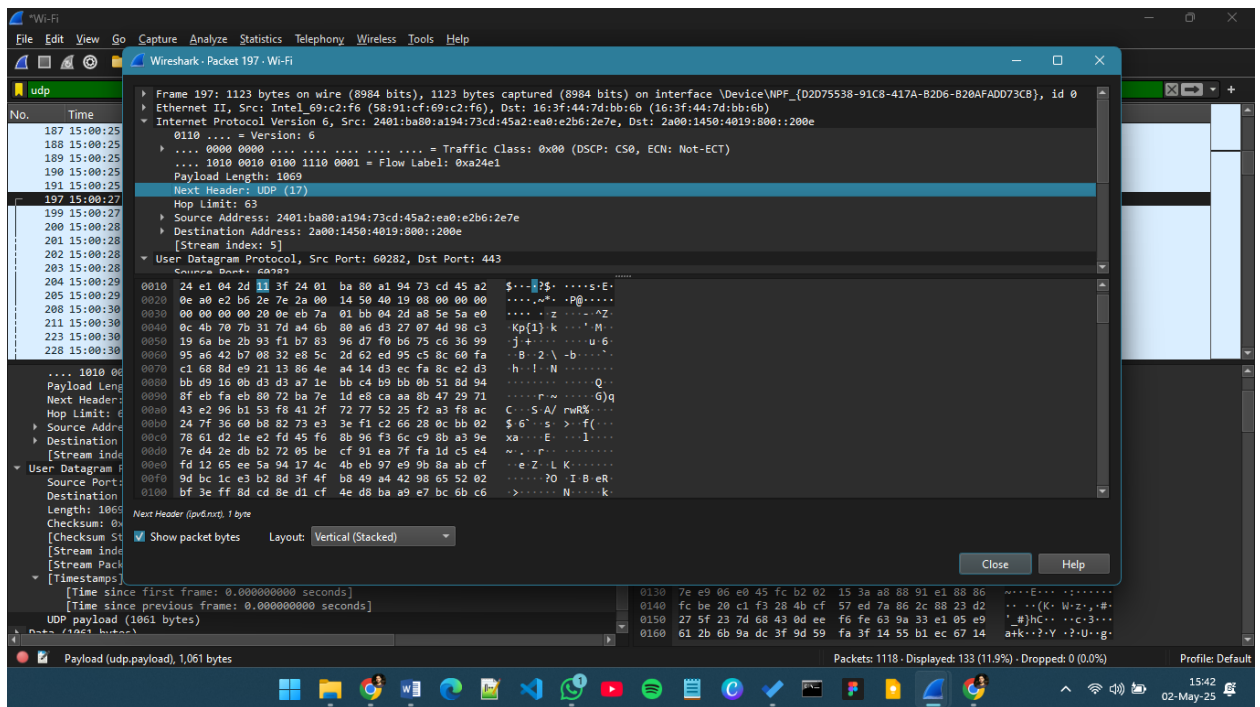 *Wi-Fi
File Edit View Go Capture Analyze Statistics Telephony Wireless Tools Help
Wireshark · Packet 197 · Wi-Fi
udp
No. Time
187 15:00:25
188 15:00:25
189 15:00:25
190 15:00:25
191 15:00:25
197 15:00:27
199 15:00:27
200 15:00:28
201 15:00:28
202 15:00:28
203 15:00:28
204 15:00:29
205 15:00:29
208 15:00:30
211 15:00:30
223 15:00:30
228 15:00:30
Frame 197: 1123 bytes on wire (8984 bits), 1123 bytes captured (8984 bits) on interface \Device\NPF_{D2D75538-91C8-417A-B2D6-B20AFADD73CB}, id 0
Ethernet II, Src: Intel_69:c2:f6 (58:91:cf:69:c2:f6), Dst: 16:3f:44:7d:bb:6b (16:3f:44:7d:bb:6b)
Internet Protocol Version 6, Src: 2401:ba80:a194:73cd:45a2:ea0:e2b6:2e7e, Dst: 2a00:1450:4019:800::200e
0110 .... = Version: 6
.... 0000 0000 .... .... .... .... .... = Traffic Class: 0x00 (DSCP: CS0, ECN: Not-ECT)
.... 1010 0010 0100 1110 0001 = Flow Label: 0xa24e1
Payload Length: 1069
Next Header: UDP (17)
Hop Limit: 63
Source Address: 2401:ba80:a194:73cd:45a2:ea0:e2b6:2e7e
Destination Address: 2a00:1450:4019:800::200e
[Stream index: 5]
User Datagram Protocol, Src Port: 60282, Dst Port: 443
Source Port: 60282
0010 24 e1 04 2d 11 3f 24 01 ba 80 a1 94 73 cd 45 a2 $··-·?$· ····s·E·
0020 0e a0 e2 b6 2e 7e 2a 00 14 50 40 19 08 00 00 00 ·····~*· ·P@·····
0030 00 00 00 00 20 0e eb 7a 01 bb 04 2d a8 5e 5a e0 ···· ··z ···-·^Z·
0040 0c 4b 70 7b 31 7d a4 6b 80 a6 d3 27 07 4d 98 c3 ·Kp{1}·k ···'·M··
0050 19 6a be 2b 93 f1 b7 83 96 d7 f0 b6 75 c6 36 99 ·j·+···· ····u·6·
0060 95 a6 42 b7 08 32 e8 5c 2d 62 ed 95 c5 8c 60 fa ··B··2·\ -b····`·
0070 c1 68 8d e9 21 13 86 4e a4 14 d3 ec fa 8c e2 d3 ·h··!··N ········
0080 bb d9 16 0b d3 d3 a7 1e bb c4 b9 bb 0b 51 8d 94 ········ ·····Q··
0090 8f eb fa eb 80 72 ba 7e 1d e8 ca aa 8b 47 29 71 ·····r·~ ·····G)q
00a0 43 e2 96 b1 53 f8 41 2f 72 77 52 25 f2 a3 f8 ac C···S·A/ rwR%····
00b0 24 7f 36 60 b8 82 73 e3 3e f1 c2 66 28 0c bb 02 $·6`··s· >··f(···
00c0 78 61 d2 1e e2 fd 45 f6 8b 96 f3 6c c9 8b a3 9e xa····E· ···l····
00d0 7e d4 2e db b2 72 05 be cf 91 ea 7f fa 1d c5 e4 ~·.··r·· ········
00e0 fd 12 65 ee 5a 94 17 4c 4b eb 97 e9 9b 8a ab cf ··e·Z··L K·······
00f0 9d bc 1c e3 b2 8d 3f 4f b8 49 a4 42 98 65 52 02 ······?O ·I·B·eR·
0100 bf 3e ff 8d cd 8e d1 cf 4e d8 ba a9 e7 bc 6b c6 ·>······ N·····k·
Next Header (ipv6.nxt), 1 byte
Show packet bytes Layout: Vertical (Stacked)
Close Help
.... 1010 00
Payload Leng
Next Header:
Hop Limit: 6
Source Addre
Destination
[Stream inde
User Datagram P
Source Port:
Destination
Length: 1069
Checksum: 0x
[Checksum St
[Stream inde
[Stream Pack
[Timestamps]
[Time since first frame: 0.000000000 seconds]
[Time since previous frame: 0.000000000 seconds]
UDP payload (1061 bytes)
Data (1061 bytes)
0130 7e e9 06 e0 45 fc b2 02 15 3a a8 88 91 e1 88 86 ~···E··· ·:······
0140 fc be 20 c1 f3 28 4b cf 57 ed 7a 86 2c 88 23 d2 ·· ··(K· W·z·,·#·
0150 27 5f 23 7d 68 43 0d ee f6 fe 63 9a 33 e1 05 e9 '_#}hC·· ··c·3···
0160 61 2b 6b 9a dc 3f 9d 59 fa 3f 14 55 b1 ec 67 14 a+k··?·Y ·?·U··g·
Payload (udp.payload), 1,061 bytes
Packets: 1118 · Displayed: 133 (11.9%) · Dropped: 0 (0.0%)
Profile: Default
15:42
02-May-25